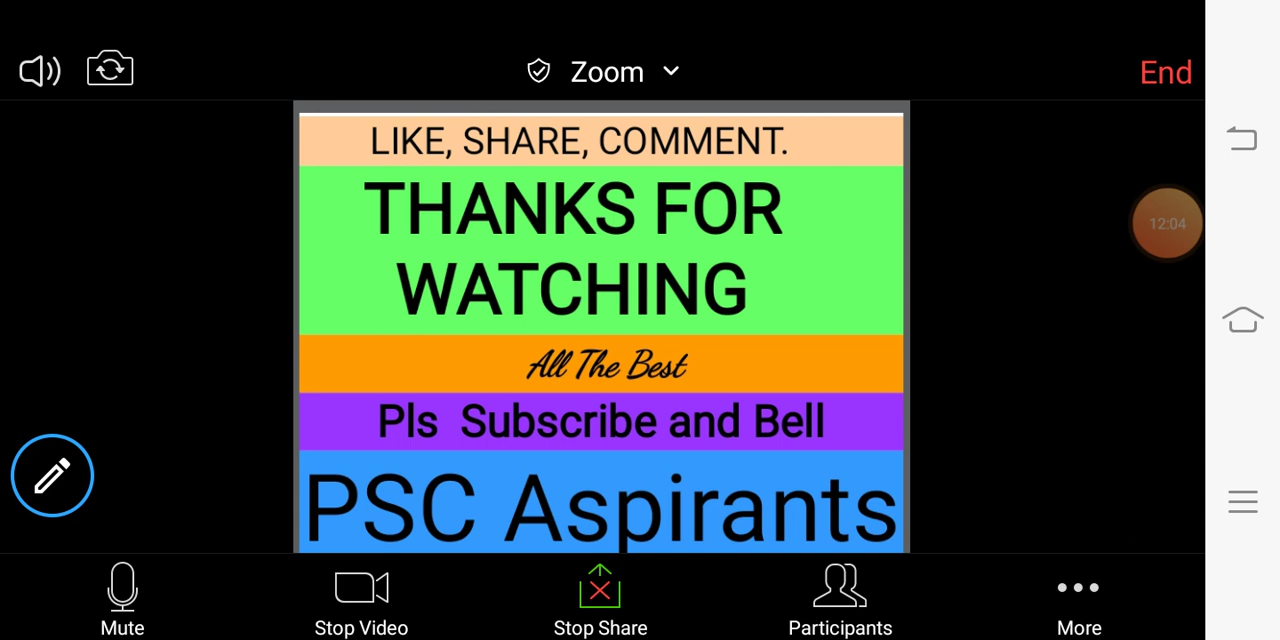 Zoom
End
LIKE, SHARE, COMMENT.
THANKS FOR
WATCHING
12:04
All The Best
Pls Subscribe and Bell
PSC Aspirants
Mute
Stop Video
Stop Share
Participants
More